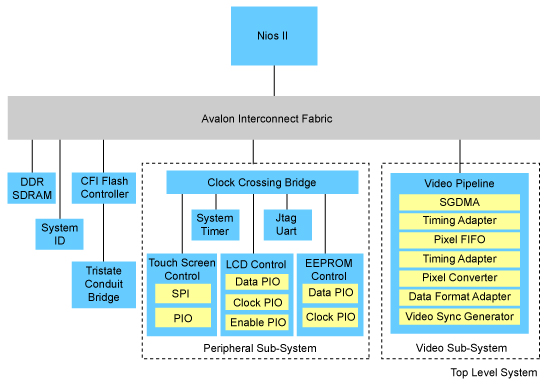 Nios II
Avalon Interconnect Fabric
DDR
SDRAM
System
ID
CFI Flash
Controller
Tristate
Conduit
Bridge
Clock Crossing Bridge
System
Timer
Jtag
Uart
Touch Screen
Control
SPI
PIO
LCD Control
Data PIO
Clock PIO
Enable PIO
EEPROM
Control
Data PIO
Clock PIO
Peripheral Sub-System
Video Pipeline
SGDMA
Timing Adapter
Pixel FIFO
Timing Adapter
Pixel Converter
Data Format Adapter
Video Sync Generator
Video Sub-System
Top Level System